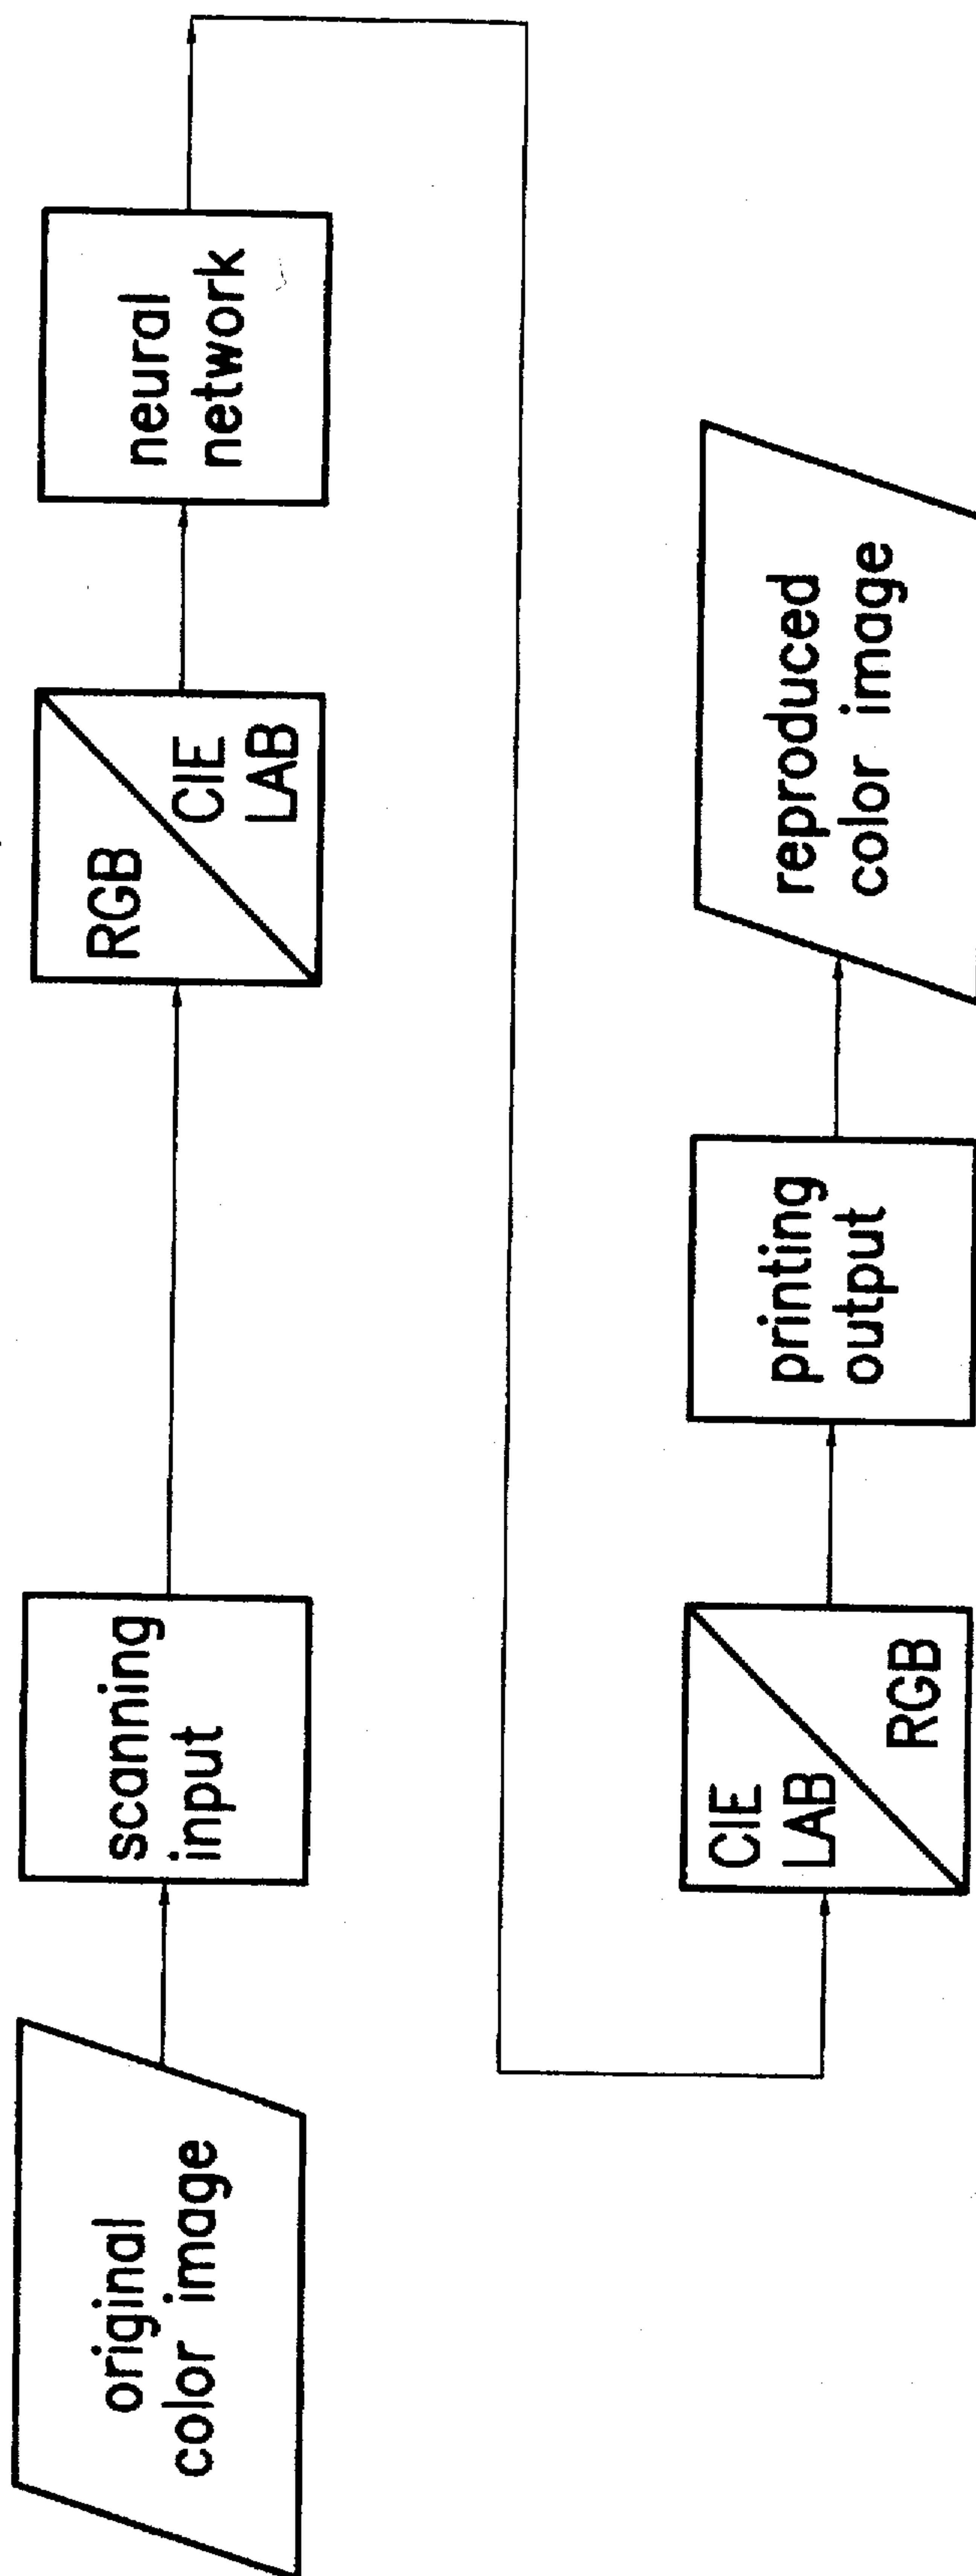 original
color image
scanning
input
RGB
CIE
LAB
neural
network
CIE
LAB
RGB
printing
output
reproduced
color image